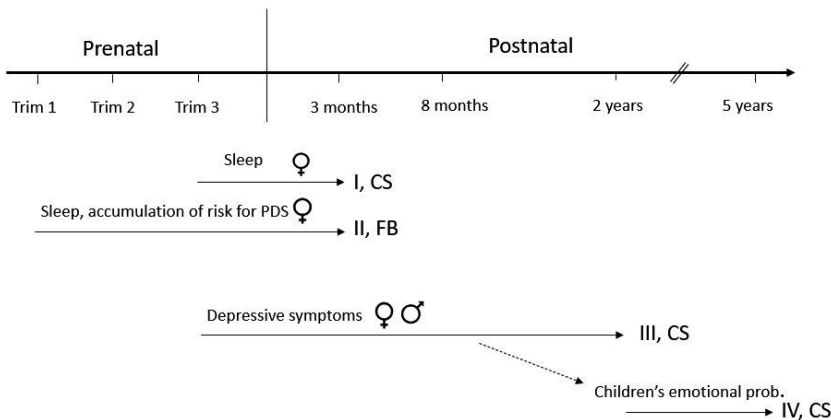 Prenatal
Postnatal
Trim 1 Trim 2 Trim 3 3 months 8 months 2 years 5 years
Sleep ♀
I, CS
Sleep, accumulation of risk for PDS ♀
II, FB
Depressive symptoms ♀ ♂
III, CS
Children's emotional prob.
IV, CS